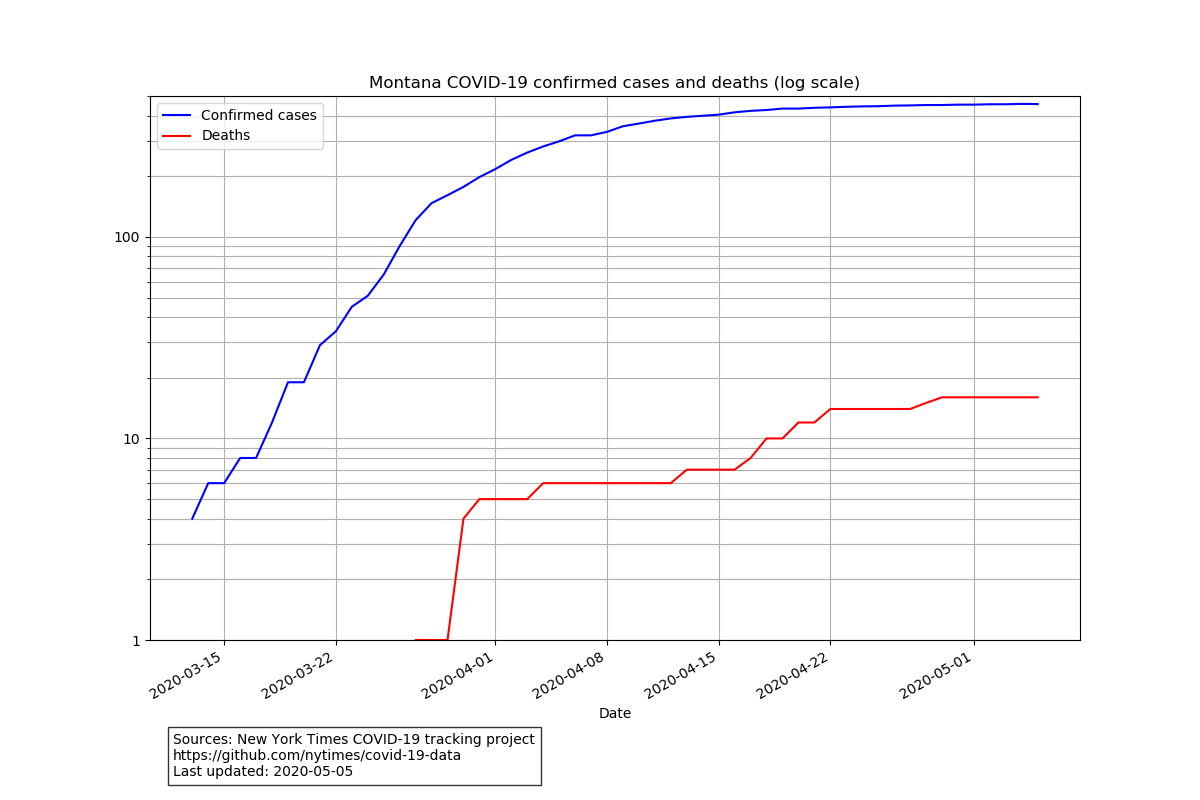 Montana COVID-19 confirmed cases and deaths (log scale)
Confirmed cases
Deaths
100
10
1
2020-03-15
2020-03-22
2020-04-01
2020-04-08
2020-04-15
2020-04-22
2020-05-01
Date
Sources: New York Times COVID-19 tracking project
https://github.com/nytimes/covid-19-data
Last updated: 2020-05-05